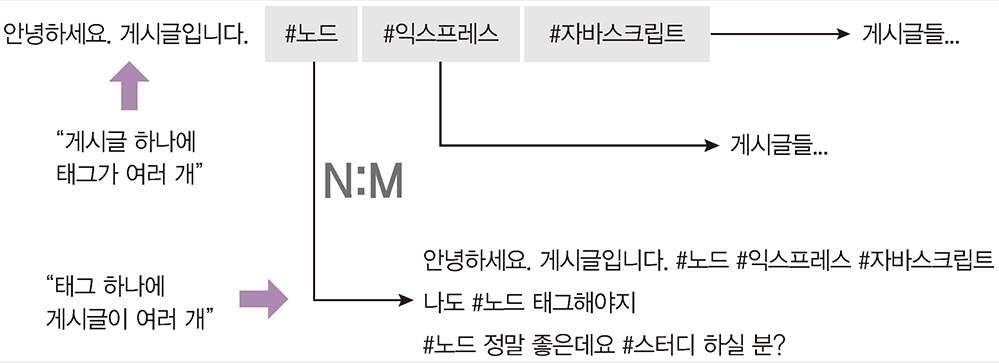 안녕하세요. 게시글입니다. #노드 #익스프레스 #자바스크립트 게시글들...
“게시글 하나에
태그가 여러 개”
게시글들...
N:M
“태그 하나에
게시글이 여러 개”
안녕하세요. 게시글입니다. #노드 #익스프레스 #자바스크립트
나도 #노드 태그해야지
#노드 정말 좋은데요 #스터디 하실 분?